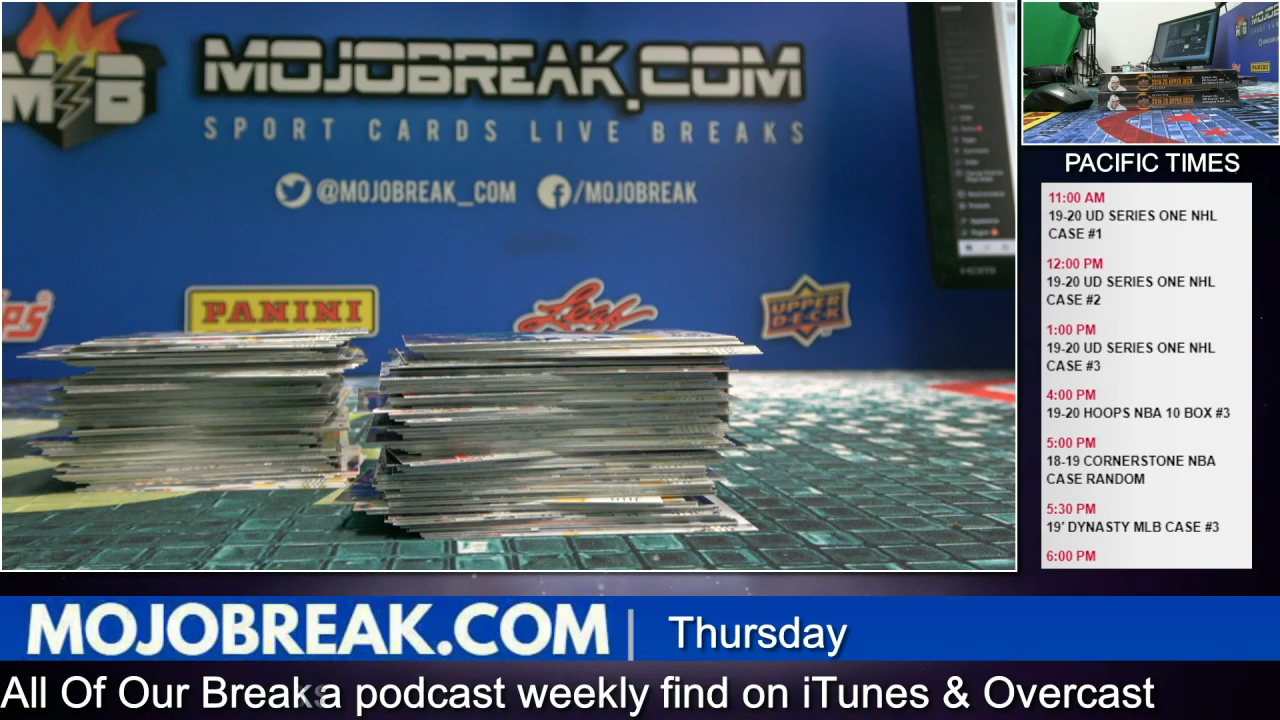 MB
MOJOBREAK.COM
SPORT CARDS LIVE BREAKS
@MOJOBREAK_COM
/MOJOBREAK
PANINI
Leaf
UPPER
DECK
PACIFIC TIMES
11:00 AM
19-20 UD SERIES ONE NHL
CASE #1
12:00 PM
19-20 UD SERIES ONE NHL
CASE #2
1:00 PM
19-20 UD SERIES ONE NHL
CASE #3
4:00 PM
19-20 HOOPS NBA 10 BOX #3
5:00 PM
18-19 CORNERSTONE NBA
CASE RANDOM
5:30 PM
19' DYNASTY MLB CASE #3
6:00 PM
MOJOBREAK.COM | Thursday
All Of Our Break a podcast weekly find on iTunes & Overcast